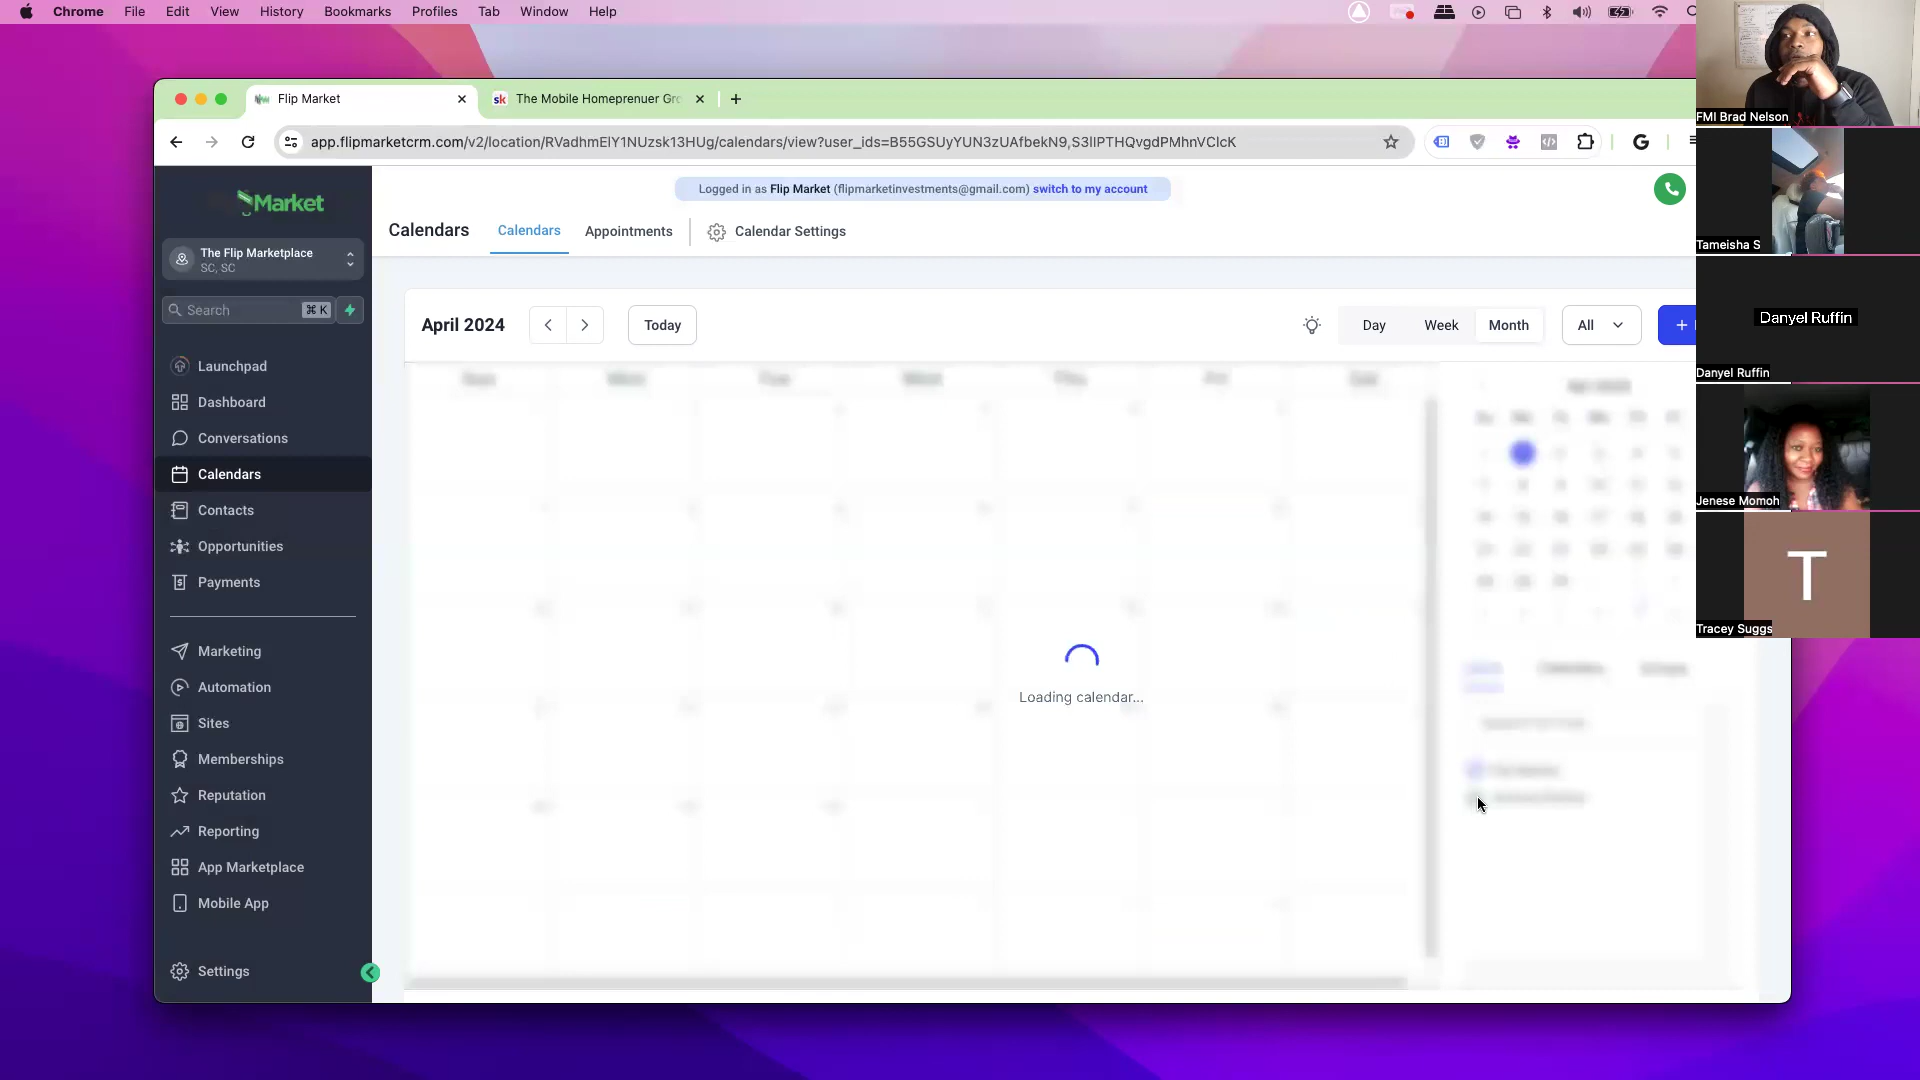 Chrome File Edit View History Bookmarks Profiles Tab Window Help
Flip Market
sk The Mobile Homeprenuer Gr
app.flipmarketcrm.com/v2/location/RVadhmEIY1NUzsk13HUg/calendars/view?user_ids=B55GSUyYUN3zUAfbekN9,S3lIPTHQvgdPMhnVClcK
G
Market
The Flip Marketplace
SC, SC
Search ⌘ K
Launchpad
Dashboard
Conversations
Calendars
Contacts
Opportunities
Payments
Marketing
Automation
Sites
Memberships
Reputation
Reporting
App Marketplace
Mobile App
Settings
Logged in as Flip Market (flipmarketinvestments@gmail.com) switch to my account
Calendars Calendars Appointments Calendar Settings
April 2024 Today Day Week Month All +
Loading calendar...
FMI Brad Nelson
Tameisha S
Danyel Ruffin
Danyel Ruffin
Jenese Momoh
T
Tracey Suggs